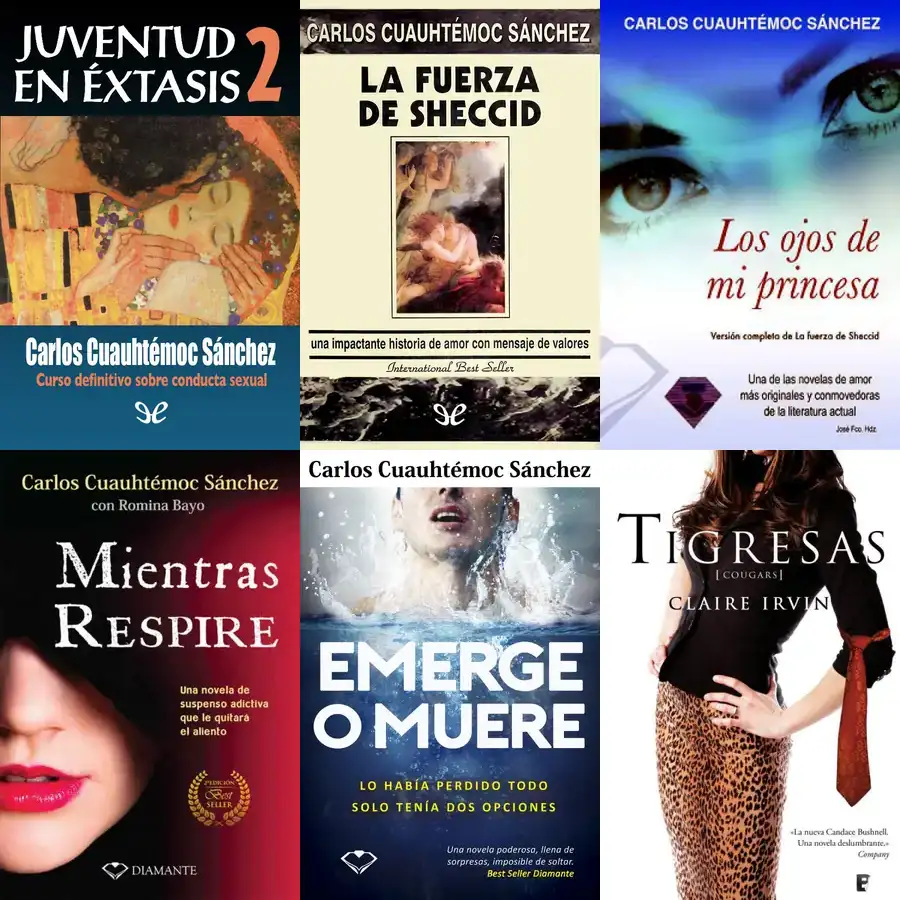 JUVENTUD
EN ÉXTASIS 2
Carlos Cuauhtémoc Sánchez
Curso definitivo sobre conducta sexual
CARLOS CUAUHTÉMOC SÁNCHEZ
LA FUERZA
DE SHECCID
una impactante historia de amor con mensaje de valores
International Best Seller
CARLOS CUAUHTÉMOC SÁNCHEZ
Los ojos de
mi princesa
Versión completa de La fuerza de Sheccid
Una de las novelas de amor
más originales y conmovedoras
de la literatura actual
José Fco. Hdz.
Carlos Cuauhtémoc Sánchez
con Romina Bayo
Mientras
RESPIRE
Una novela de
suspenso adictiva
que le quitará
el aliento
2ª EDICIÓN
Best
SELLER
DIAMANTE
Carlos Cuauhtémoc Sánchez
EMERGE
O MUERE
LO HABÍA PERDIDO TODO
SOLO TENÍA DOS OPCIONES
Una novela poderosa, llena de
sorpresas, imposible de soltar.
Best Seller Diamante
TIGRESAS
[COUGARS]
CLAIRE IRVIN
«La nueva Candace Bushnell.
Una novela deslumbrante.»
Company
B